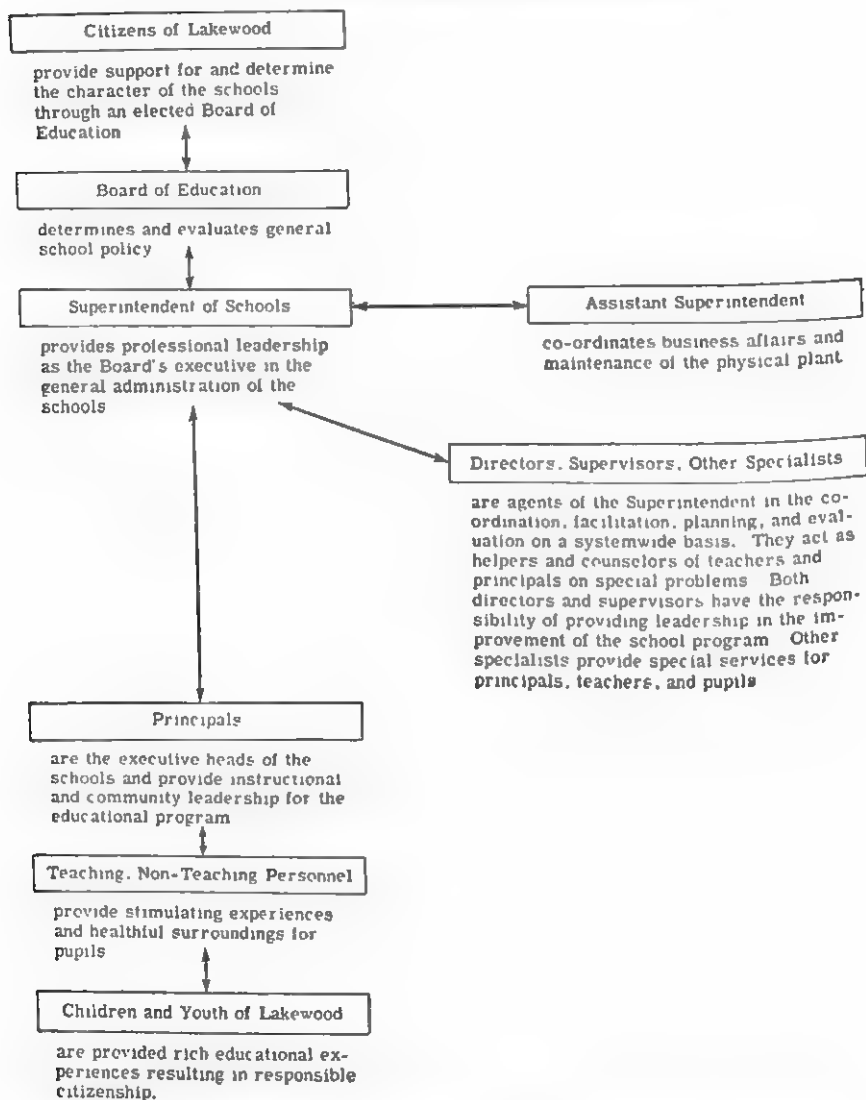 Citizens of Lakewood
provide support for and determine
the character of the schools
through an elected Board of
Education
Board of Education
determines and evaluates general
school policy
Superintendent of Schools
provides professional leadership
as the Board's executive in the
general administration of the
schools
Assistant Superintendent
co-ordinates business affairs and
maintenance of the physical plant
Directors, Supervisors, Other Specialists
are agents of the Superintendent in the co-
ordination, facilitation, planning, and eval-
uation on a systemwide basis. They act as
helpers and counselors of teachers and
principals on special problems Both
directors and supervisors have the respon-
sibility of providing leadership in the im-
provement of the school program Other
specialists provide special services for
principals, teachers, and pupils
Principals
are the executive heads of the
schools and provide instructional
and community leadership for the
educational program
Teaching, Non-Teaching Personnel
provide stimulating experiences
and healthful surroundings for
pupils
Children and Youth of Lakewood
are provided rich educational ex-
periences resulting in responsible
citizenship.